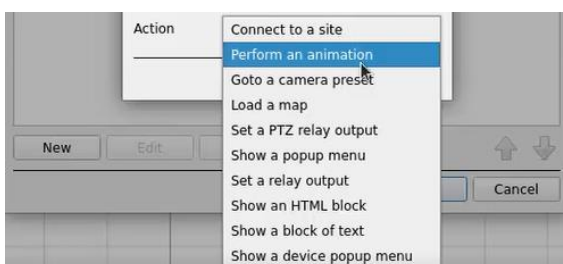 Action
Connect to a site
Perform an animation
Goto a camera preset
Load a map
Set a PTZ relay output
Show a popup menu
Set a relay output
Show an HTML block
Show a block of text
Show a device popup menu
New
Edit
Cancel